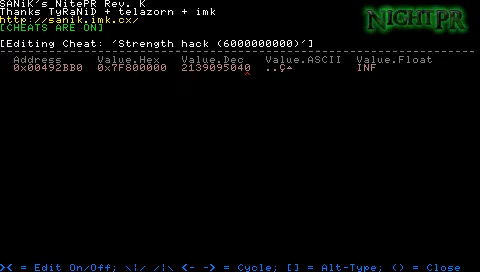 SANiK's NitePR Rev. K
Thanks TyRaNiD + telazorn + imk
http://sanik.imk.cx/
[CHEATS ARE ON]
NIGHTPR
[Editing Cheat: 'Strength hack (6000000000)']
Address Value.Hex Value.Dec Value.ASCII Value.Float
0x00492BB0 0x7F800000 2139095040 ..Ç▲ INF
^
>< = Edit On/Off; \|/ /|\ <- -> = Cycle; [] = Alt-Type; () = Close